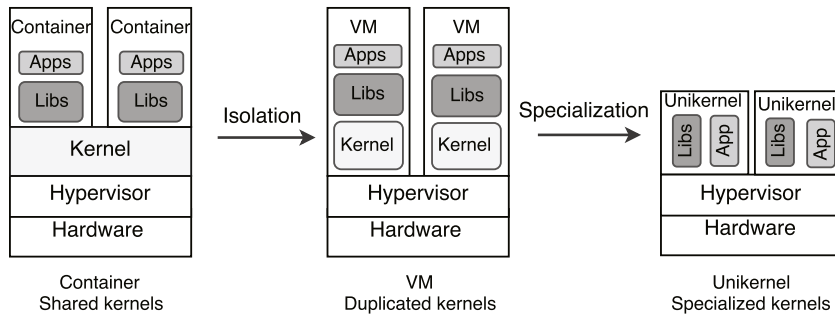 Container
Apps
Libs
Container
Apps
Libs
Kernel
Hypervisor
Hardware
Container
Shared kernels
Isolation
VM
Apps
Libs
Kernel
VM
Apps
Libs
Kernel
Hypervisor
Hardware
VM
Duplicated kernels
Specialization
Unikernel
Libs
App
Unikernel
Libs
App
Hypervisor
Hardware
Unikernel
Specialized kernels